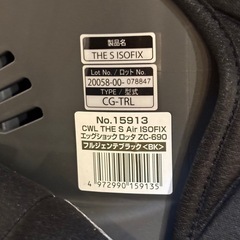 製品名
THE S ISOFIX
Lot No. / ロット No.
20058-00- 078847
TYPE / 型式
CG-TRL
No.15913
CWL THE S Air ISOFIX
エッグショック ロッタ ZC-690
フルジェンテブラック<BK>
4 972990 159135